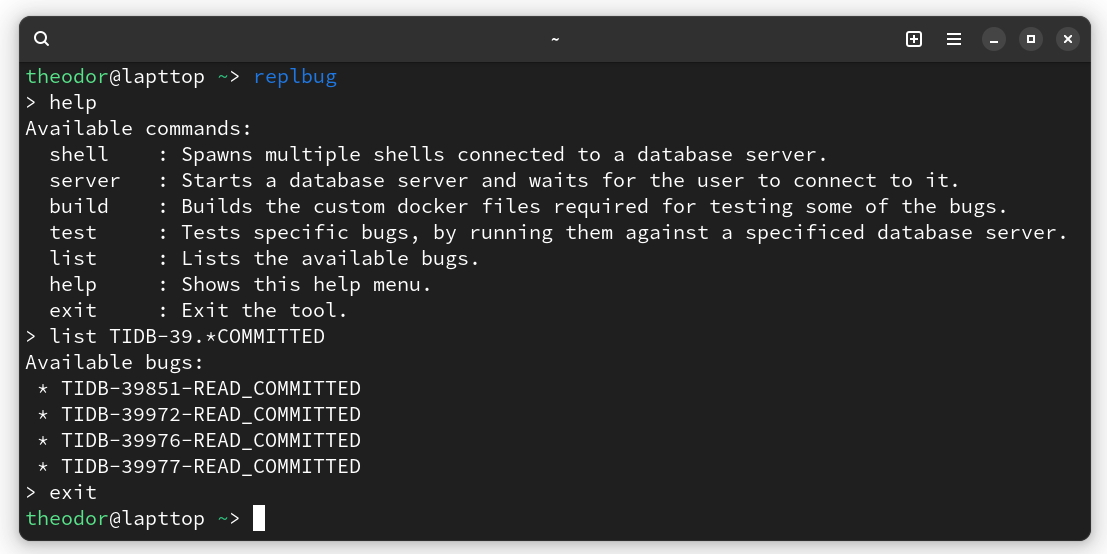 ~
theodor@lapttop ~> replbug
> help
Available commands:
  shell    : Spawns multiple shells connected to a database server.
  server   : Starts a database server and waits for the user to connect to it.
  build    : Builds the custom docker files required for testing some of the bugs.
  test     : Tests specific bugs, by running them against a specificed database server.
  list     : Lists the available bugs.
  help     : Shows this help menu.
  exit     : Exit the tool.
> list TIDB-39.*COMMITTED
Available bugs:
 * TIDB-39851-READ_COMMITTED
 * TIDB-39972-READ_COMMITTED
 * TIDB-39976-READ_COMMITTED
 * TIDB-39977-READ_COMMITTED
> exit
theodor@lapttop ~>